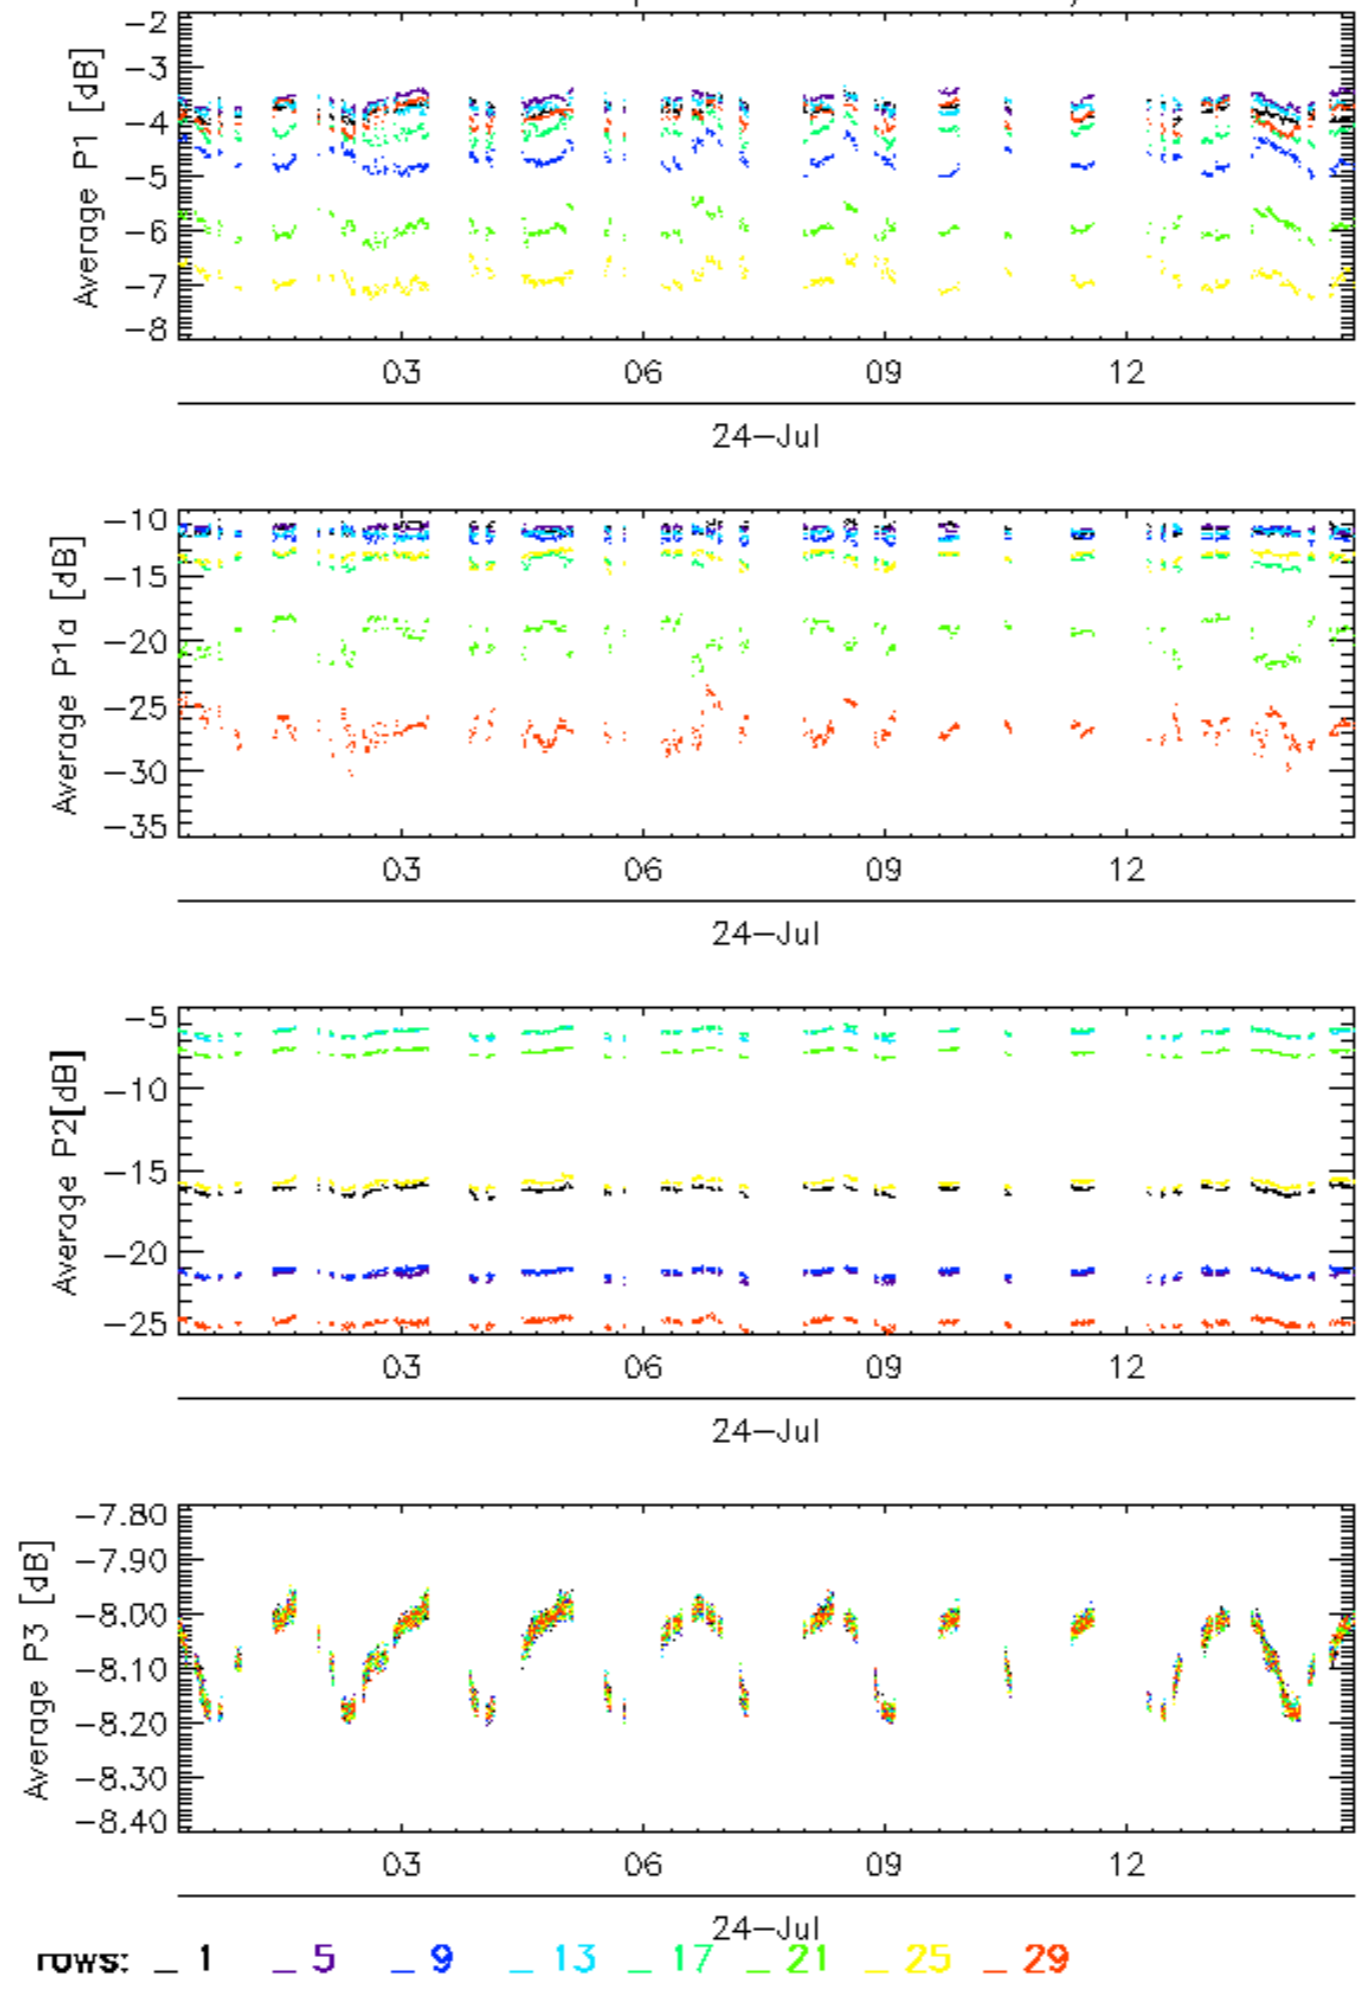 -2
-3
-4
-5
-6
-7
-8
Average P1 [dB]
03 06 09 12
24-Jul
-10
-15
-20
-25
-30
-35
Average P1a [dB]
03 06 09 12
24-Jul
-5
-10
-15
-20
-25
Average P2[dB]
03 06 09 12
24-Jul
-7.80
-7.90
-8.00
-8.10
-8.20
-8.30
-8.40
Average P3 [dB]
03 06 09 12
24-Jul
rows: _ 1 _ 5 _ 9 _ 13 _ 17 _ 21 _ 25 _ 29